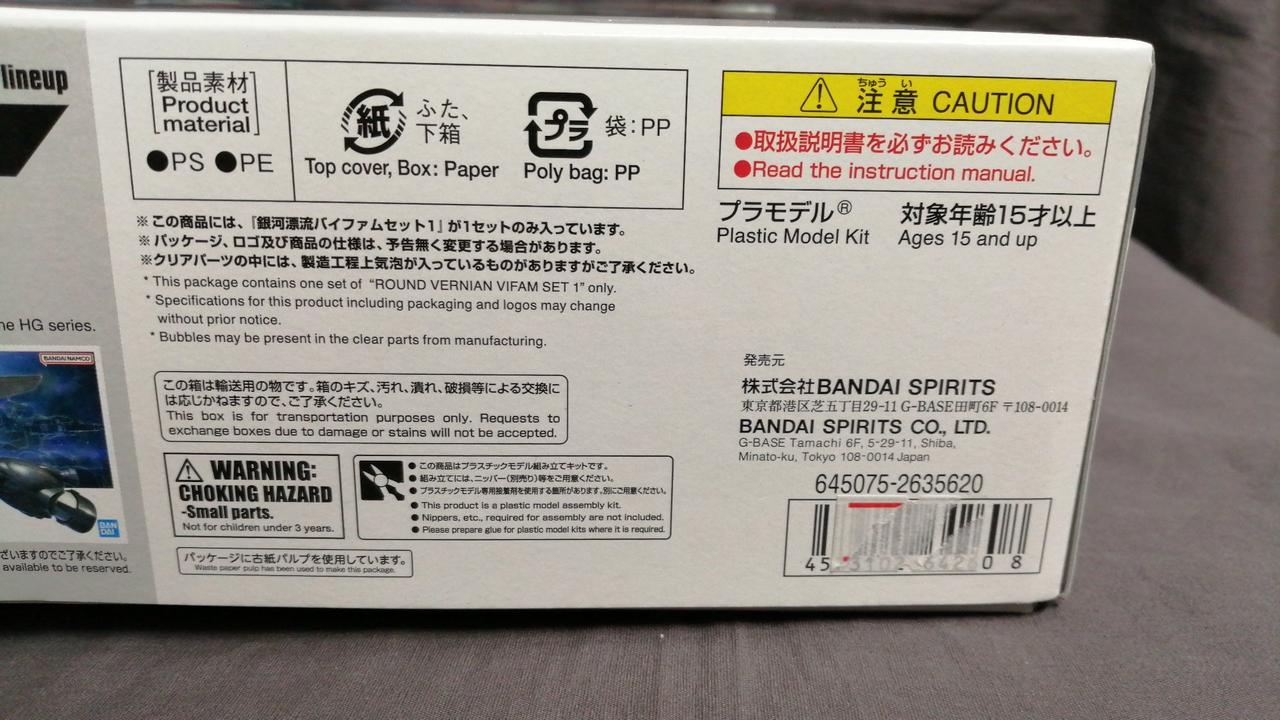 lineup
[製品素材]
Product
material
●PS ●PE
紙
ふた、
下箱
Top cover, Box: Paper
プラ
袋：PP
Poly bag: PP
ちゅう い
注意 CAUTION
●取扱説明書を必ずお読みください。
●Read the instruction manual.
プラモデル® 対象年齢15才以上
Plastic Model Kit Ages 15 and up
※この商品には、『銀河漂流バイファムセット1』が1セットのみ入っています。
※パッケージ、ロゴ及び商品の仕様は、予告無く変更する場合があります。
※クリアパーツの中には、製造工程上気泡が入っているものがありますがご了承ください。
* This package contains one set of “ROUND VERNIAN VIFAM SET 1” only.
* Specifications for this product including packaging and logos may change
without prior notice.
* Bubbles may be present in the clear parts from manufacturing.
he HG series.
BANDAI NAMCO
BAN
DAI
ざいますのでご了承ください。
available to be reserved.
この箱は輸送用の物です。箱のキズ、汚れ、潰れ、破損等による交換に
は応じかねますので、ご了承ください。
This box is for transportation purposes only. Requests to
exchange boxes due to damage or stains will not be accepted.
WARNING:
CHOKING HAZARD
-Small parts.
Not for children under 3 years.
●この商品はプラスチックモデル組み立てキットです。
●組み立てには、ニッパー(別売り)等をご用意ください。
●プラスチックモデル専用接着剤を使用する箇所があります。別にご用意ください。
●This product is a plastic model assembly kit.
●Nippers, etc., required for assembly are not included.
●Please prepare glue for plastic model kits where it is required.
パッケージに古紙パルプを使用しています。
Waste paper pulp has been used to make this package.
発売元
株式会社BANDAI SPIRITS
東京都港区芝五丁目29-11 G-BASE田町6F 〒108-0014
BANDAI SPIRITS CO., LTD.
G-BASE Tamachi 6F, 5-29-11, Shiba,
Minato-ku, Tokyo 108-0014 Japan
645075-2635620
45 08